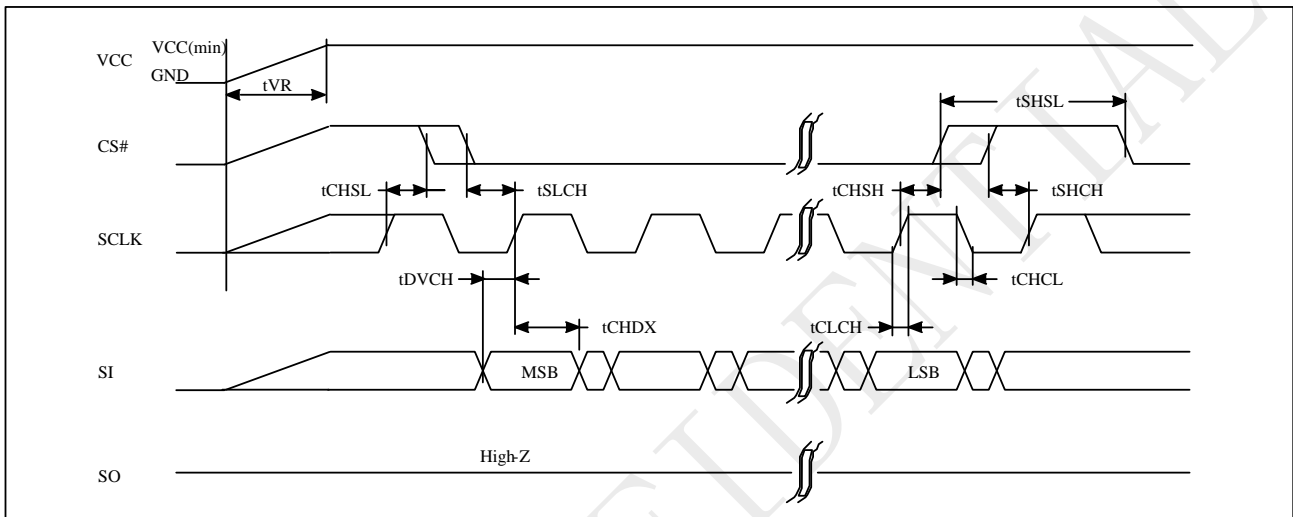 VCC
VCC(min)
GND
tVR
tSHSL
CS#
tCHSL
tSLCH
tCHSH
tSHCH
SCLK
tDVCH
tCHCL
tCHDX
tCLCH
SI
MSB
LSB
High-Z
SO
IDENTIAL